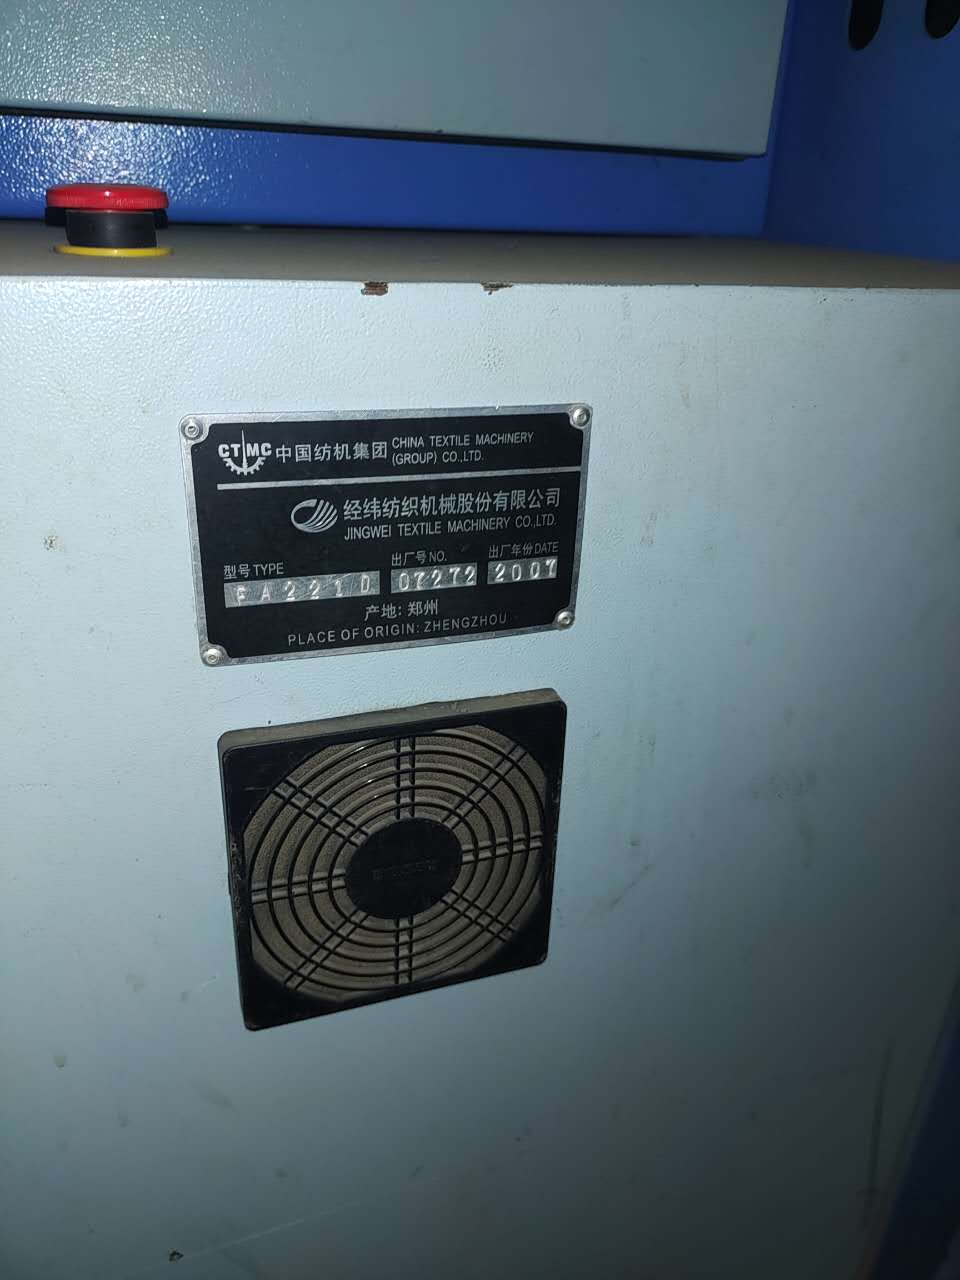 CTMC 中国纺机集团 CHINA TEXTILE MACHINERY
(GROUP) CO.,LTD.
经纬纺织机械股份有限公司
JINGWEI TEXTILE MACHINERY CO.,LTD.
型号 TYPE 出厂号 NO. 出厂年份 DATE
FA221D 07272 2007
产地: 郑州
PLACE OF ORIGIN: ZHENGZHOU